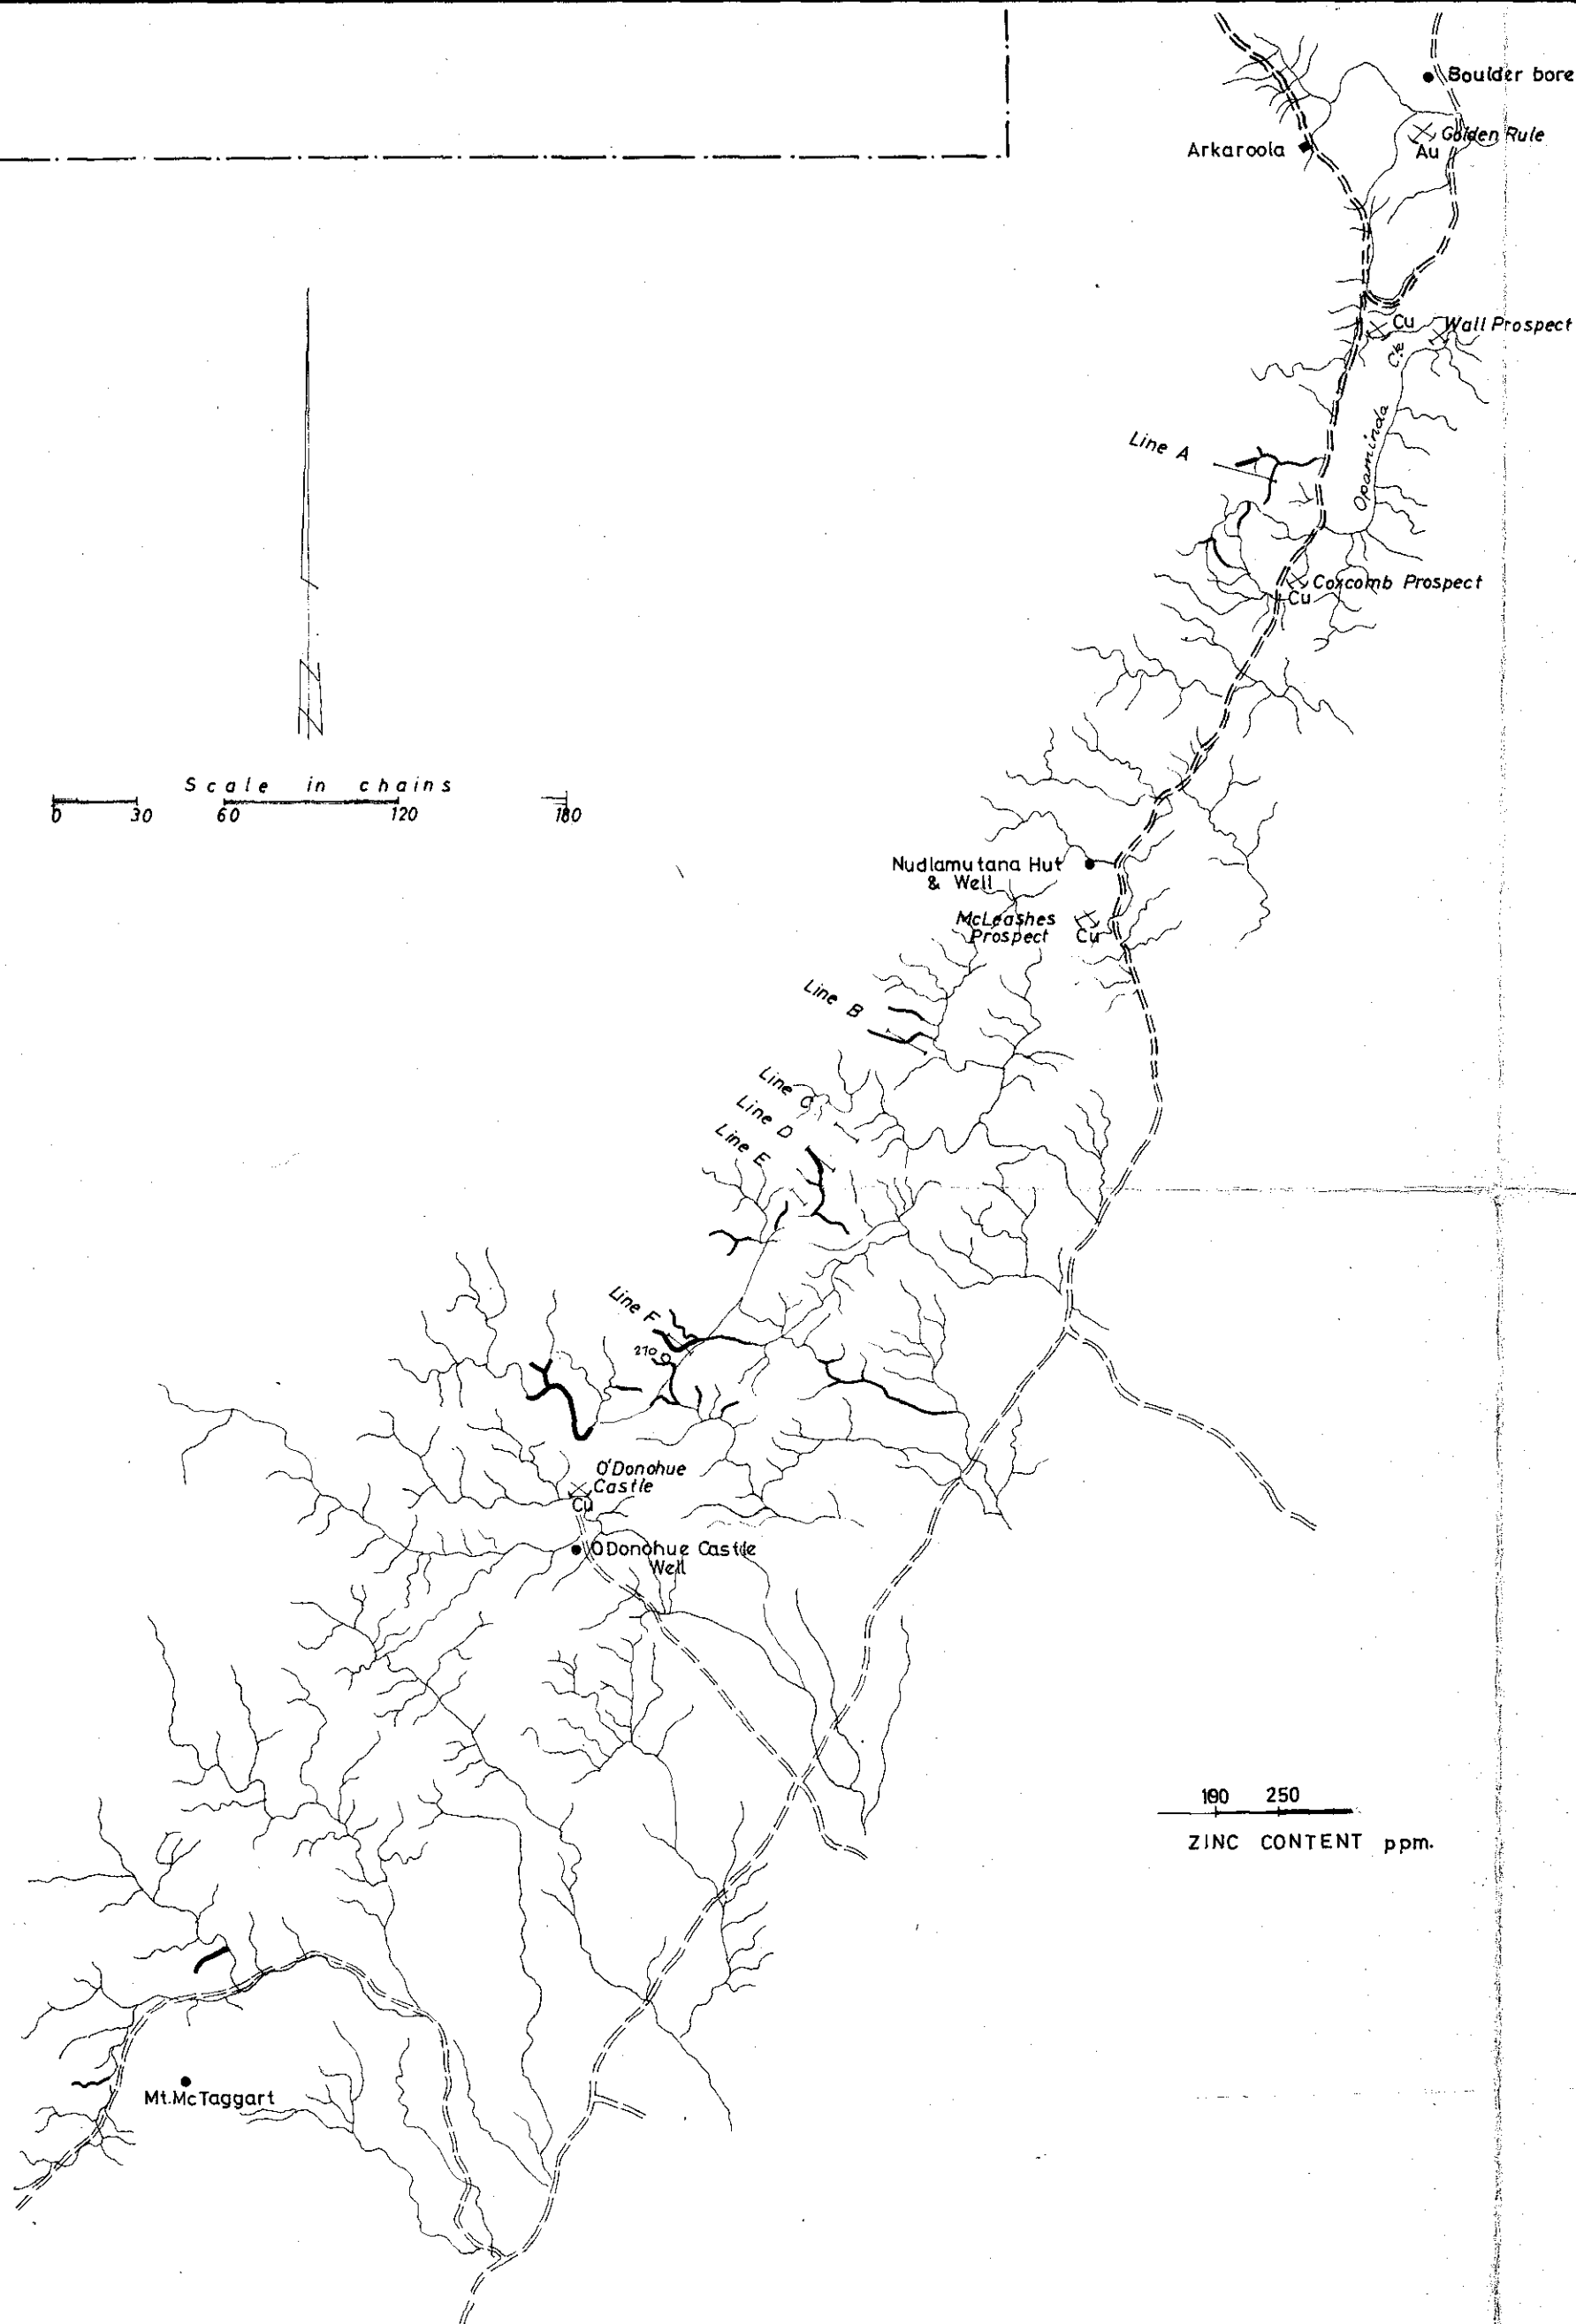 Boulder bore
Golden Rule
Au
Arkaroola
Cu
Wall Prospect
Ck
Opaminda
Line A
Coxcomb Prospect
Cu
Scale in chains
0 30 60 120 180
Nudlamutana Hut
& Well
McLeashes
Prospect
Cu
Line B
Line C
Line D
Line E
Line F
270
O'Donohue
Castle
Cu
O'Donohue Castle
Well
190 250
ZINC CONTENT ppm.
Mt. McTaggart